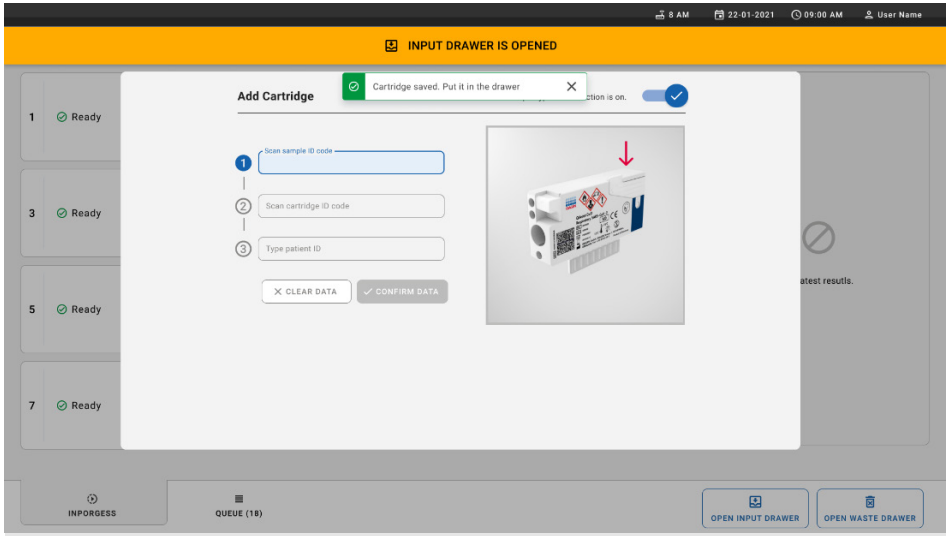 8 AM
22-01-2021
09:00 AM
User Name
INPUT DRAWER IS OPENED
Add Cartridge
Cartridge saved. Put it in the drawer
ction is on.
1
Ready
3
Ready
5
Ready
7
Ready
1
Scan sample ID code
2
Scan cartridge ID code
3
Type patient ID
CLEAR DATA
CONFIRM DATA
atest resutls.
INPORGESS
QUEUE (18)
OPEN INPUT DRAWER
OPEN WASTE DRAWER